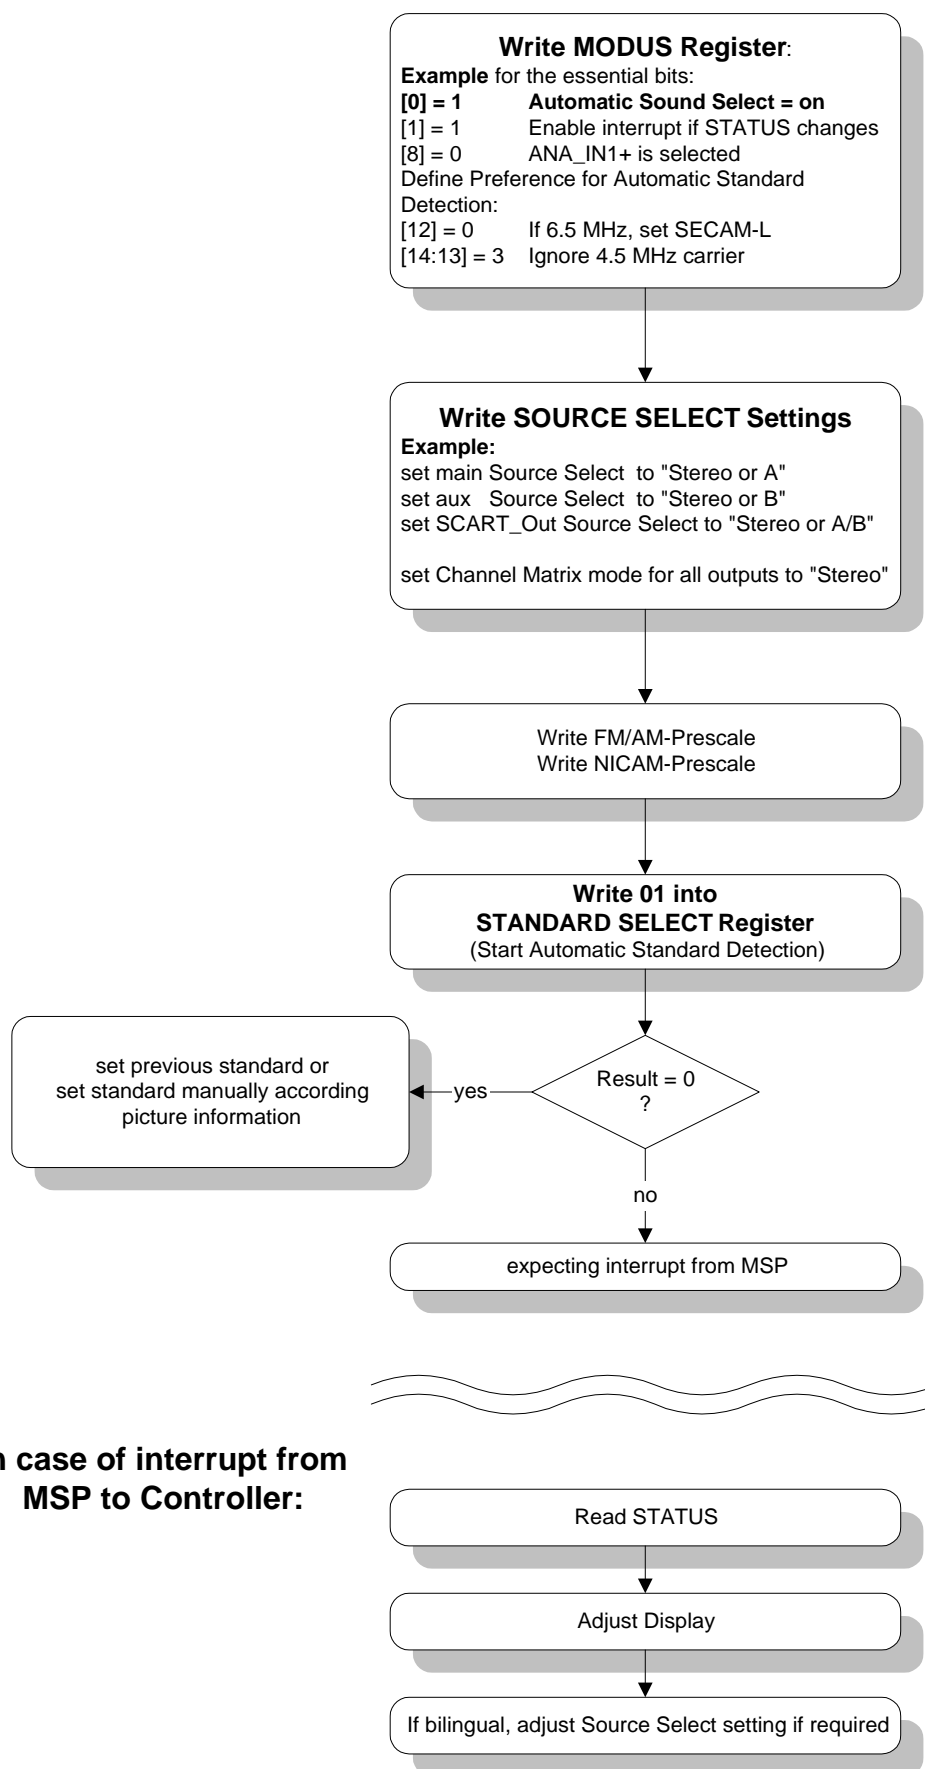 Write MODUS Register:
Example for the essential bits:
[0] = 1 Automatic Sound Select = on
[1] = 1 Enable interrupt if STATUS changes
[8] = 0 ANA_IN1+ is selected
Define Preference for Automatic Standard
Detection:
[12] = 0 If 6.5 MHz, set SECAM-L
[14:13] = 3 Ignore 4.5 MHz carrier
Write SOURCE SELECT Settings
Example:
set main Source Select to "Stereo or A"
set aux Source Select to "Stereo or B"
set SCART_Out Source Select to "Stereo or A/B"
set Channel Matrix mode for all outputs to "Stereo"
Write FM/AM-Prescale
Write NICAM-Prescale
Write 01 into
STANDARD SELECT Register
(Start Automatic Standard Detection)
set previous standard or
set standard manually according
picture information
yes
Result = 0
?
no
expecting interrupt from MSP
n case of interrupt from
MSP to Controller:
Read STATUS
Adjust Display
If bilingual, adjust Source Select setting if required